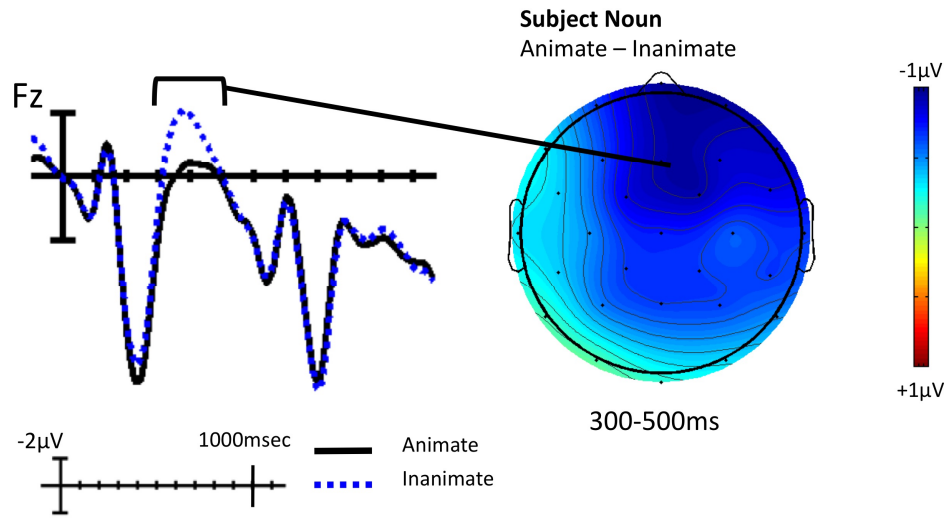 Subject Noun
Animate – Inanimate
Fz
-1µV
+1µV
300-500ms
-2µV
1000msec
Animate
Inanimate